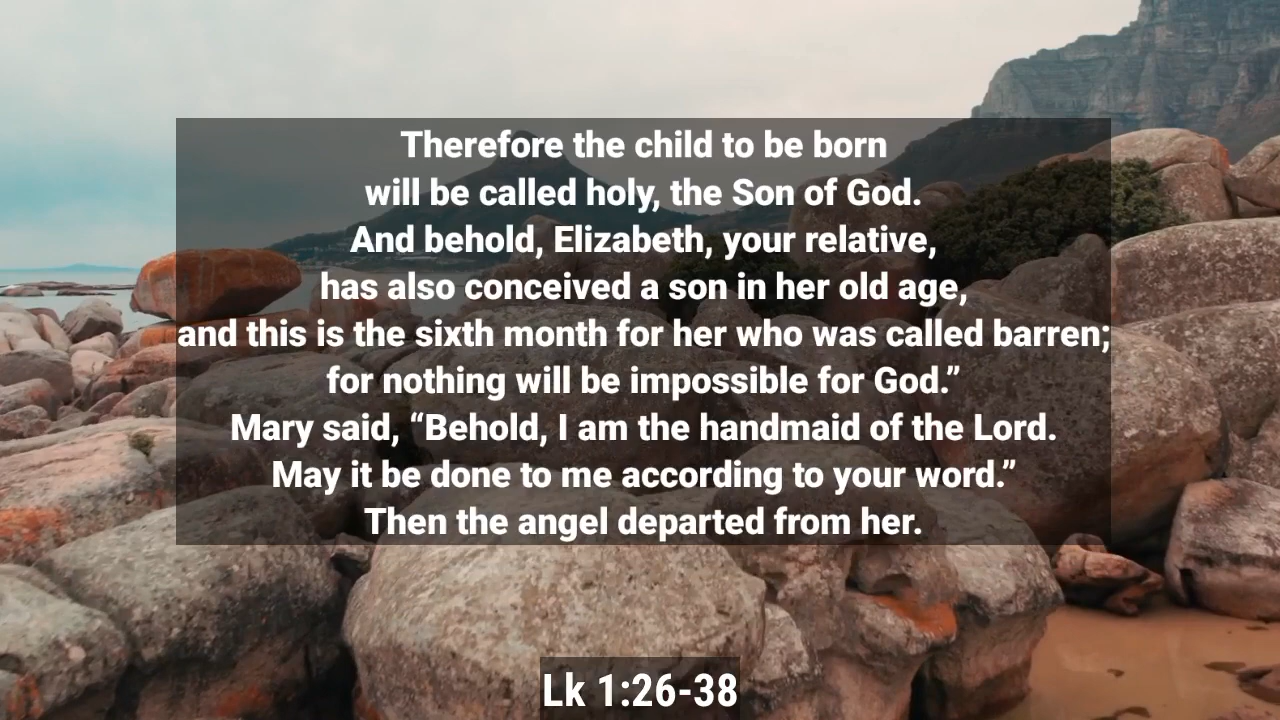 Therefore the child to be born
will be called holy, the Son of God.
And behold, Elizabeth, your relative,
has also conceived a son in her old age,
and this is the sixth month for her who was called barren;
for nothing will be impossible for God.”
Mary said, “Behold, I am the handmaid of the Lord.
May it be done to me according to your word.”
Then the angel departed from her.
Lk 1:26-38